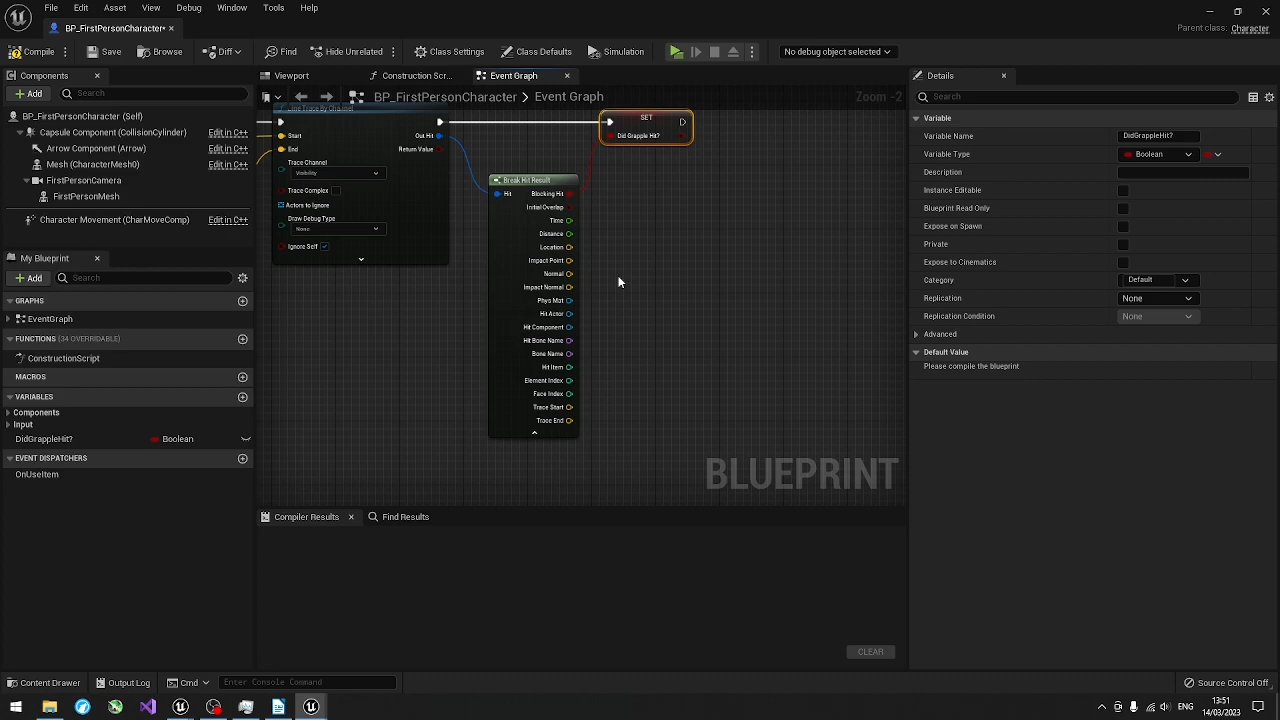 File Edit Asset View Debug Window Tools Help
BP_FirstPersonCharacter*
Parent class: Character
Compile Save Browse Diff Find Hide Unrelated Class Settings Class Defaults Simulation No debug object selected
Components
Add Search
BP_FirstPersonCharacter (Self)
Capsule Component (CollisionCylinder) Edit in C++
Arrow Component (Arrow) Edit in C++
Mesh (CharacterMesh0) Edit in C++
FirstPersonCamera
FirstPersonMesh
Character Movement (CharMoveComp) Edit in C++
My Blueprint
Add Search
GRAPHS
EventGraph
FUNCTIONS (34 OVERRIDABLE)
ConstructionScript
MACROS
VARIABLES
Components
Input
DidGrappleHit? Boolean
EVENT DISPATCHERS
OnUseItem
Viewport Construction Scr... Event Graph
BP_FirstPersonCharacter > Event Graph
Zoom -2
Line Trace By Channel
Start
End
Out Hit
Return Value
Trace Channel
Visibility
Trace Complex
Actors to Ignore
Draw Debug Type
None
Ignore Self
Break Hit Result
Hit
Blocking Hit
Initial Overlap
Time
Distance
Location
Impact Point
Normal
Impact Normal
Phys Mat
Hit Actor
Hit Component
Hit Bone Name
Bone Name
Hit Item
Element Index
Face Index
Trace Start
Trace End
SET
Did Grapple Hit?
BLUEPRINT
Compiler Results Find Results
CLEAR
Details
Search
Variable
Variable Name DidGrappleHit?
Variable Type Boolean
Description
Instance Editable
Blueprint Read Only
Expose on Spawn
Private
Expose to Cinematics
Category Default
Replication None
Replication Condition None
Advanced
Default Value
Please compile the blueprint
Content Drawer Output Log Cmd Enter Console Command Source Control Off
ENG
13:51
14/03/2023